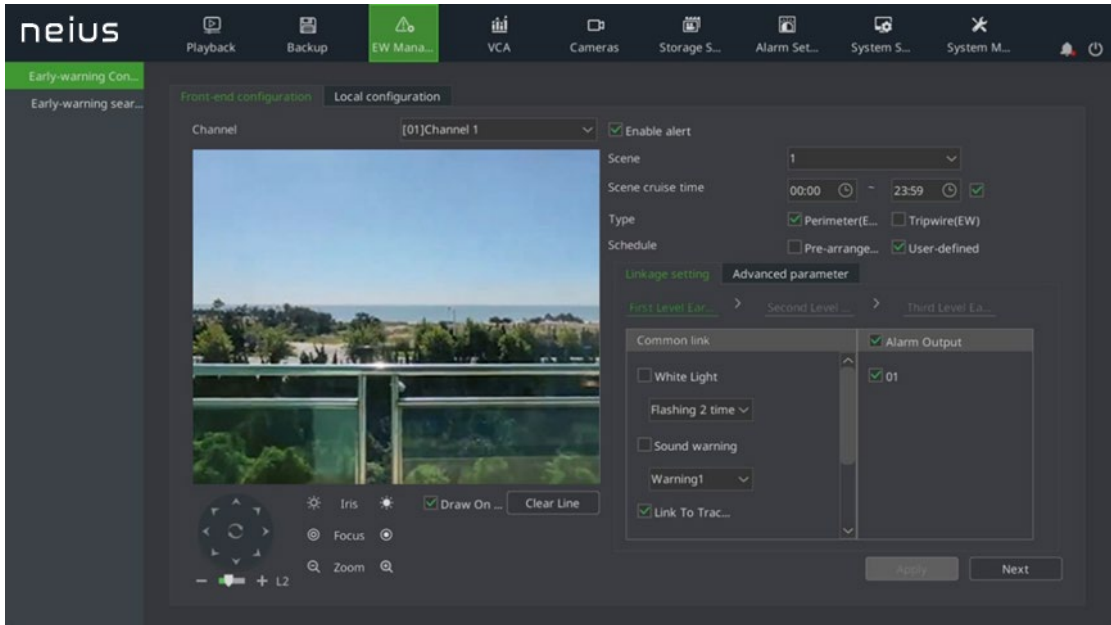 neius
Playback Backup EW Mana... VCA Cameras Storage S... Alarm Set... System S... System M...
Early-warning Con...
Early-warning sear...
Front-end configuration Local configuration
Channel [01]Channel 1 Enable alert
Scene 1
Scene cruise time 00:00 ~ 23:59
Type Perimeter(E... Tripwire(EW)
Schedule Pre-arrange... User-defined
Linkage setting Advanced parameter
First Level Ear... > Second Level ... > Third Level Ea...
Common link Alarm Output
White Light 01
Flashing 2 time
Sound warning
Warning1
Link To Trac...
Iris Draw On ... Clear Line
Focus
Zoom
− + L2
Apply Next